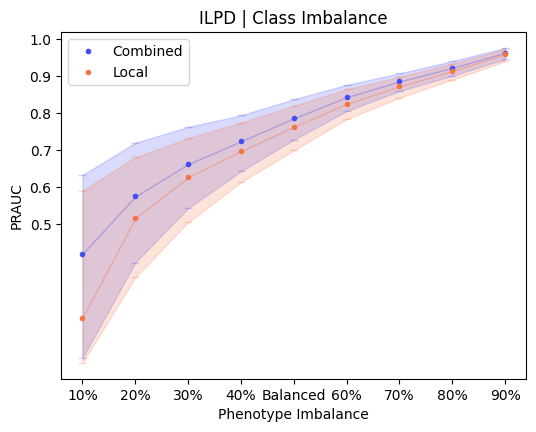 ILPD | Class Imbalance
Combined
Local
1.0
0.9
0.8
0.7
0.6
0.5
PRAUC
10% 20% 30% 40% Balanced 60% 70% 80% 90%
Phenotype Imbalance